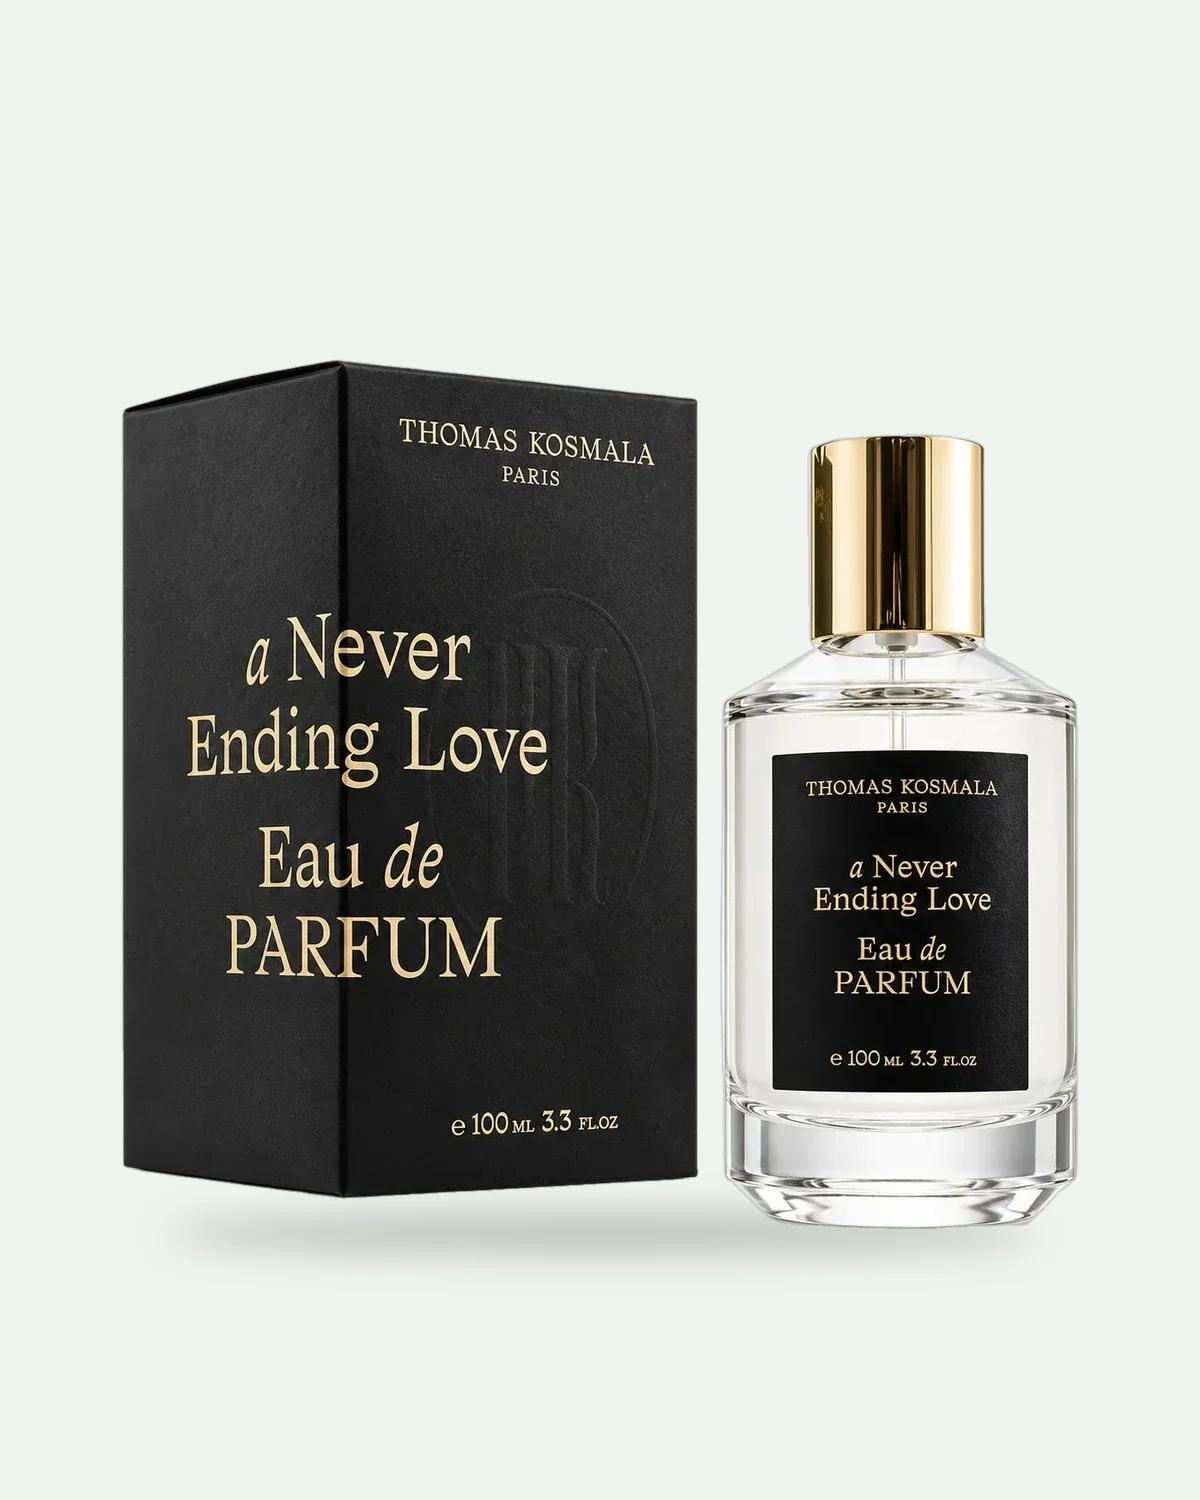 THOMAS KOSMALA
PARIS
a Never
Ending Love
Eau de
PARFUM
e 100 ML 3.3 FL.OZ
THOMAS KOSMALA
PARIS
a Never
Ending Love
Eau de
PARFUM
e 100 ML 3.3 FL.OZ